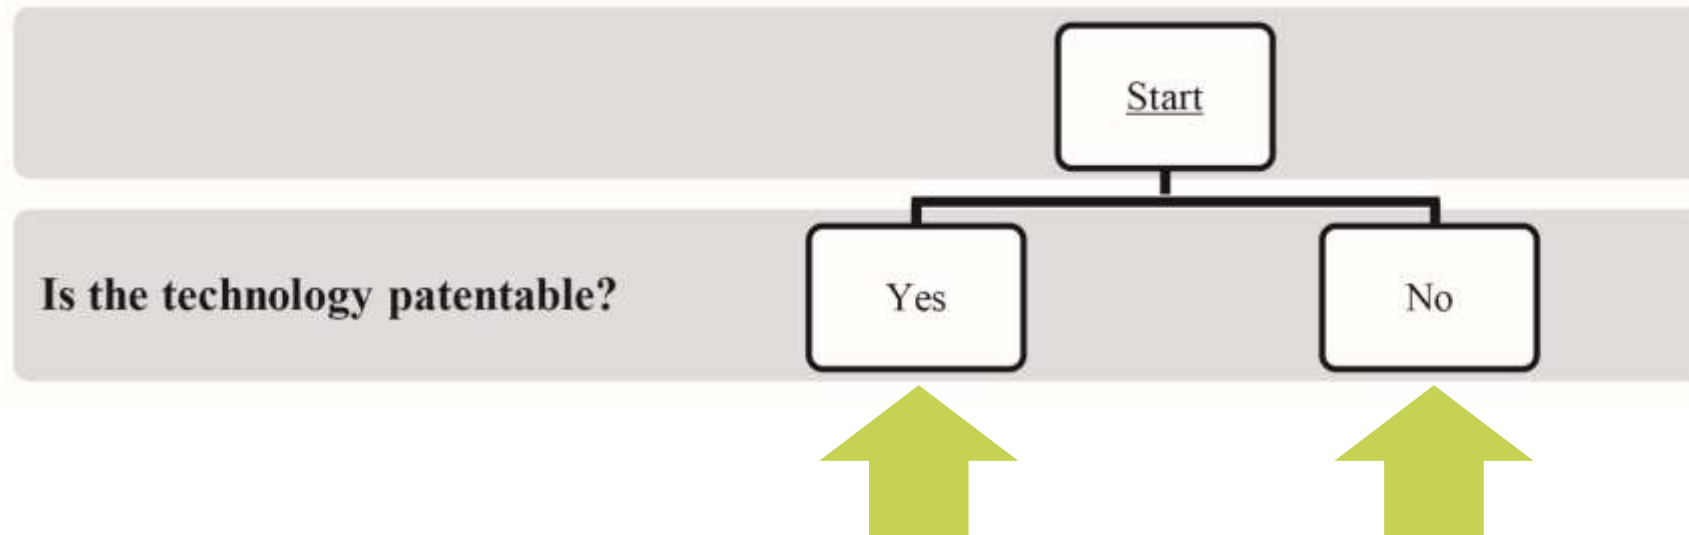 Start
Is the technology patentable?
Yes
No